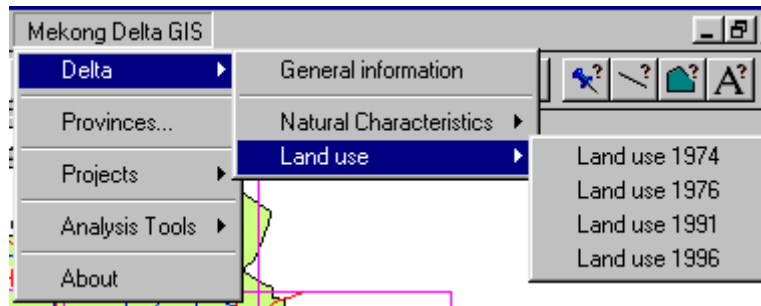 Mekong Delta GIS
Delta
General information
? ? ? A?
Provinces...
Natural Characteristics
Land use
Land use 1974
Projects
Land use 1976
Analysis Tools
Land use 1991
Land use 1996
About